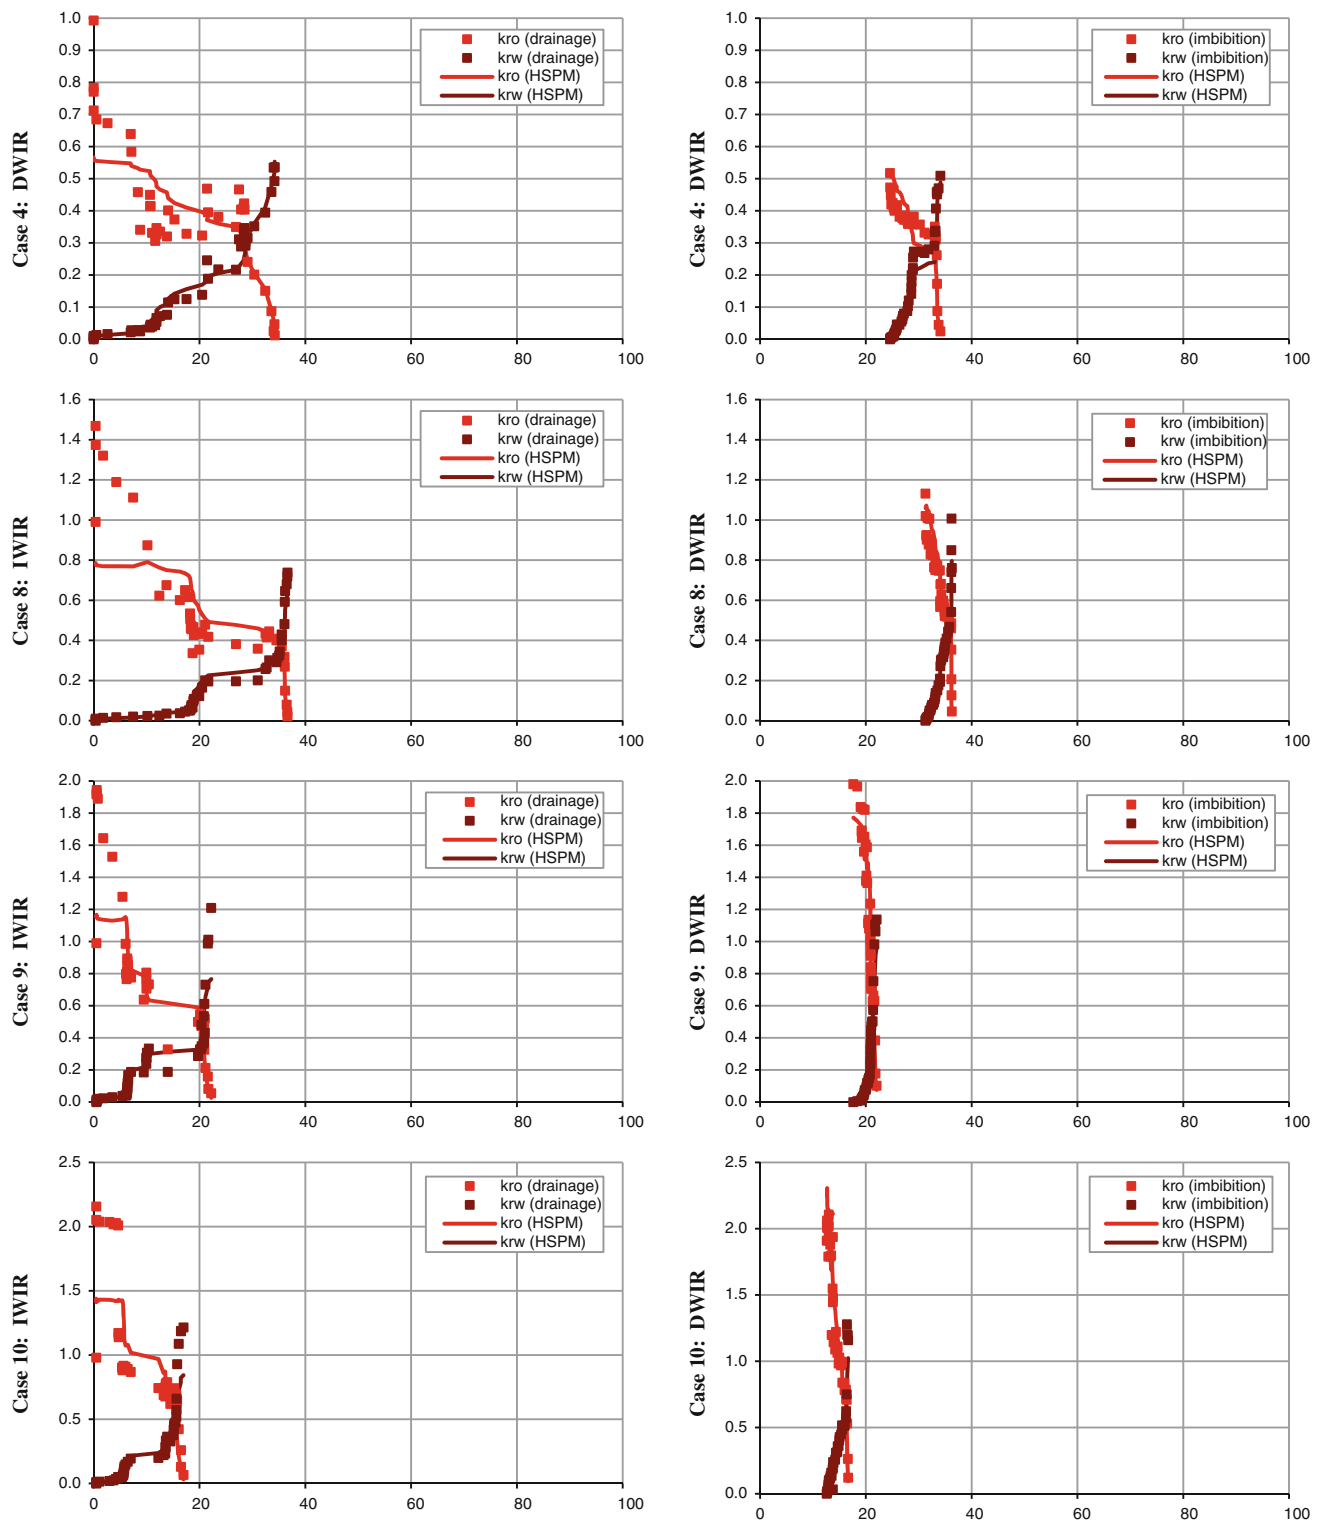 Case 4: DWIR
1.0
0.9
0.8
0.7
0.6
0.5
0.4
0.3
0.2
0.1
0.0
0 20 40 60 80 100
kro (drainage)
krw (drainage)
kro (HSPM)
krw (HSPM)
Case 4: DWIR
1.0
0.9
0.8
0.7
0.6
0.5
0.4
0.3
0.2
0.1
0.0
0 20 40 60 80 100
kro (imbibition)
krw (imbibition)
kro (HSPM)
krw (HSPM)
Case 8: IWIR
1.6
1.4
1.2
1.0
0.8
0.6
0.4
0.2
0.0
0 20 40 60 80 100
kro (drainage)
krw (drainage)
kro (HSPM)
krw (HSPM)
Case 8: DWIR
1.6
1.4
1.2
1.0
0.8
0.6
0.4
0.2
0.0
0 20 40 60 80 100
kro (imbibition)
krw (imbibition)
kro (HSPM)
krw (HSPM)
Case 9: IWIR
2.0
1.8
1.6
1.4
1.2
1.0
0.8
0.6
0.4
0.2
0.0
0 20 40 60 80 100
kro (drainage)
krw (drainage)
kro (HSPM)
krw (HSPM)
Case 9: DWIR
2.0
1.8
1.6
1.4
1.2
1.0
0.8
0.6
0.4
0.2
0.0
0 20 40 60 80 100
kro (imbibition)
krw (imbibition)
kro (HSPM)
krw (HSPM)
Case 10: IWIR
2.5
2.0
1.5
1.0
0.5
0.0
0 20 40 60 80 100
kro (drainage)
krw (drainage)
kro (HSPM)
krw (HSPM)
Case 10: DWIR
2.5
2.0
1.5
1.0
0.5
0.0
0 20 40 60 80 100
kro (imbibition)
krw (imbibition)
kro (HSPM)
krw (HSPM)